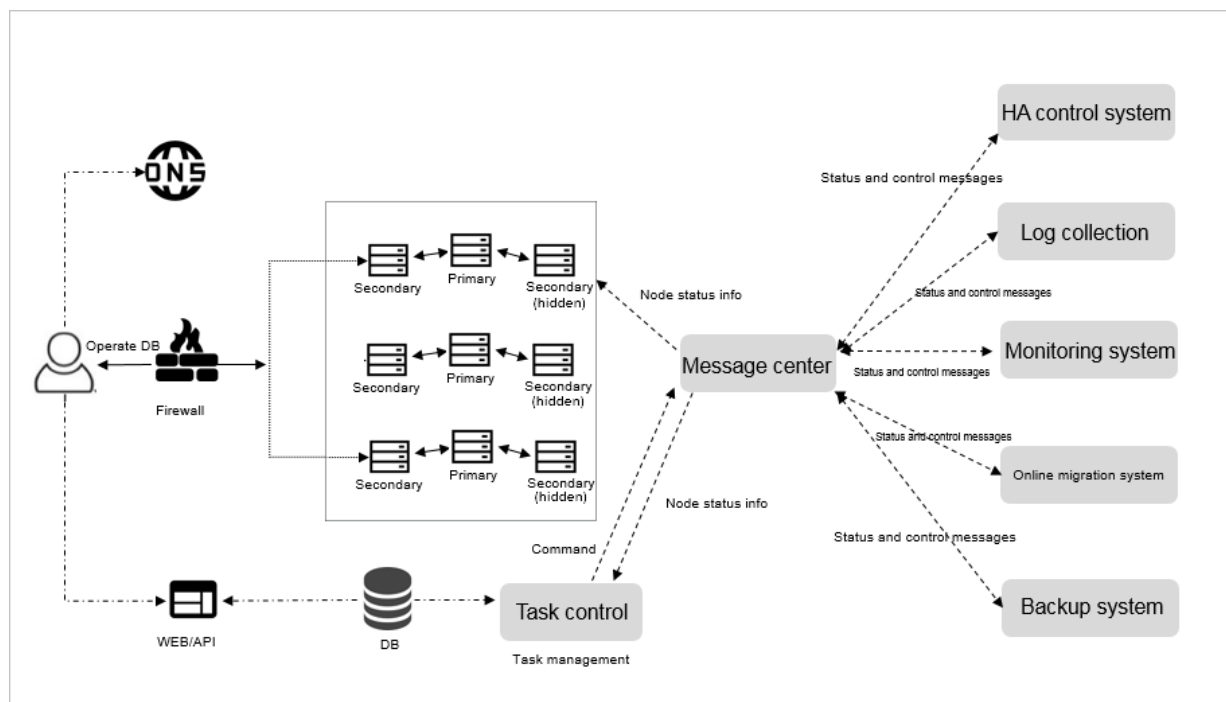 HA control system
DNS
Status and control messages
Log collection
Secondary
Primary
Secondary
(hidden)
Node status info
Status and control messages
Operate DB
Firewall
Secondary
Primary
Secondary
(hidden)
Message center
Monitoring system
Status and control messages
Secondary
Primary
Secondary
(hidden)
Status and control messages
Online migration system
Node status info
Command
Status and control messages
WEB/API
DB
Task control
Task management
Backup system